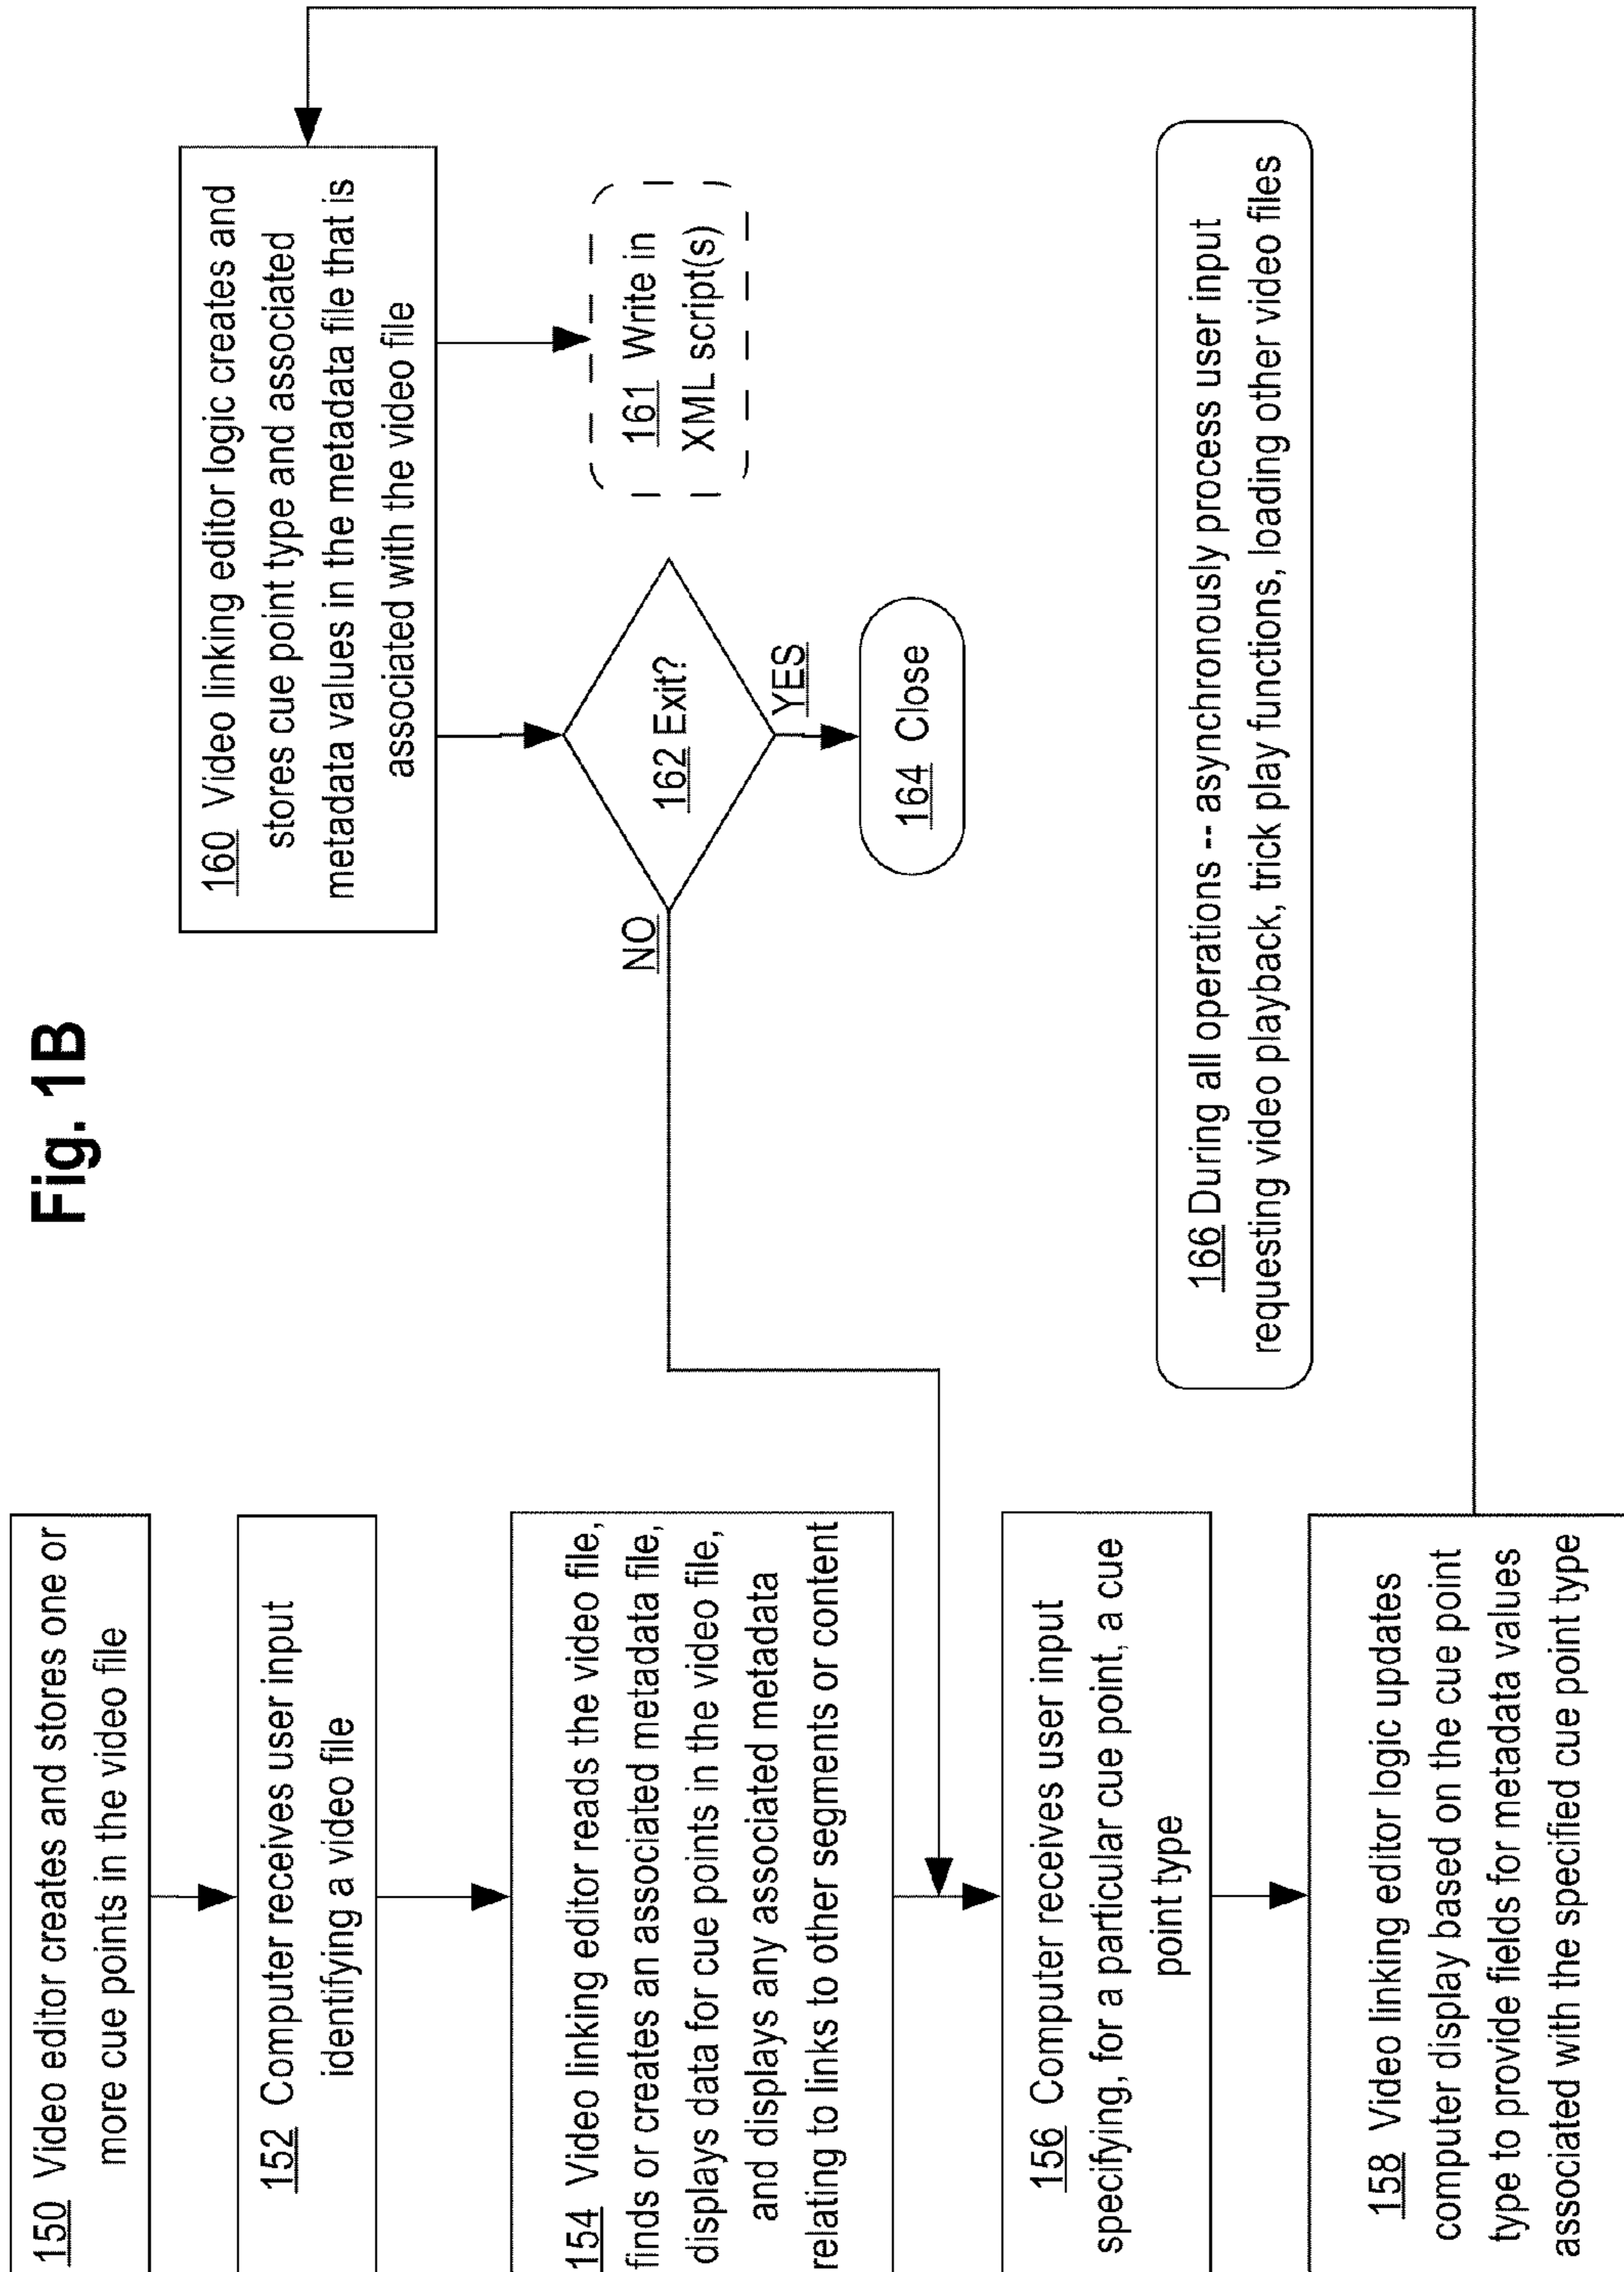 Fig. 1B
150 Video editor creates and stores one or
more cue points in the video file
152 Computer receives user input
identifying a video file
154 Video linking editor reads the video file,
finds or creates an associated metadata file,
displays data for cue points in the video file,
and displays any associated metadata
relating to links to other segments or content
156 Computer receives user input
specifying, for a particular cue point, a cue
point type
158 Video linking editor logic updates
computer display based on the cue point
type to provide fields for metadata values
associated with the specified cue point type
160 Video linking editor logic creates and
stores cue point type and associated
metadata values in the metadata file that is
associated with the video file
161 Write in
XML script(s)
162 Exit?
NO
YES
164 Close
166 During all operations -- asynchronously process user input
requesting video playback, trick play functions, loading other video files